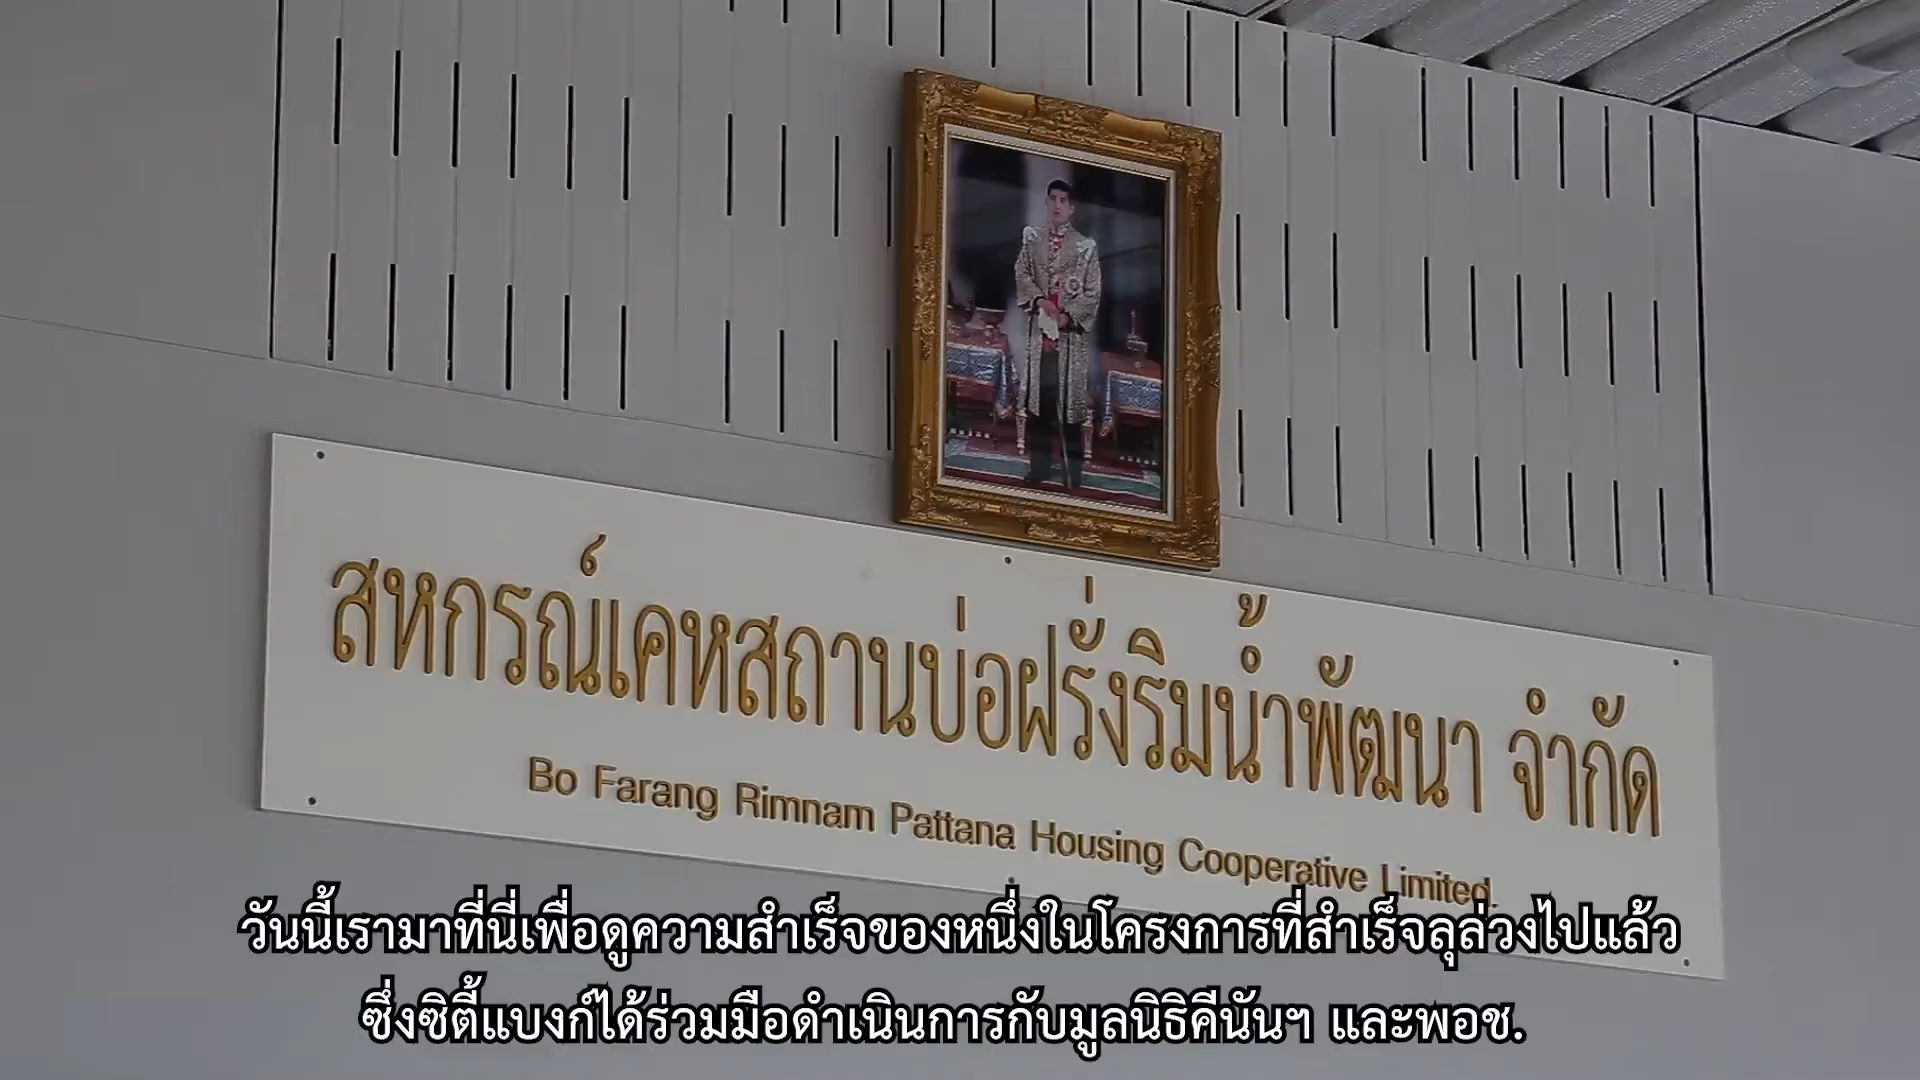 สหกรณ์เคหสถานบ่อฝรั่งริมน้ำพัฒนา จำกัด
Bo Farang Rimnam Pattana Housing Cooperative Limited.
วันนี้เรามาที่นี่เพื่อดูความสำเร็จของหนึ่งในโครงการที่สำเร็จลุล่วงไปแล้ว
ซึ่งซิตี้แบงก์ได้ร่วมมือดำเนินการกับมูลนิธิคีนันฯ และพอช.